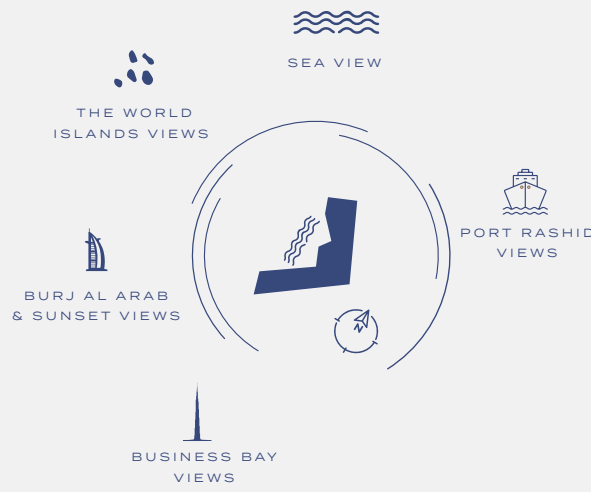 SEA VIEW
THE WORLD
ISLANDS VIEWS
PORT RASHID
VIEWS
BURJ AL ARAB
& SUNSET VIEWS
N
BUSINESS BAY
VIEWS